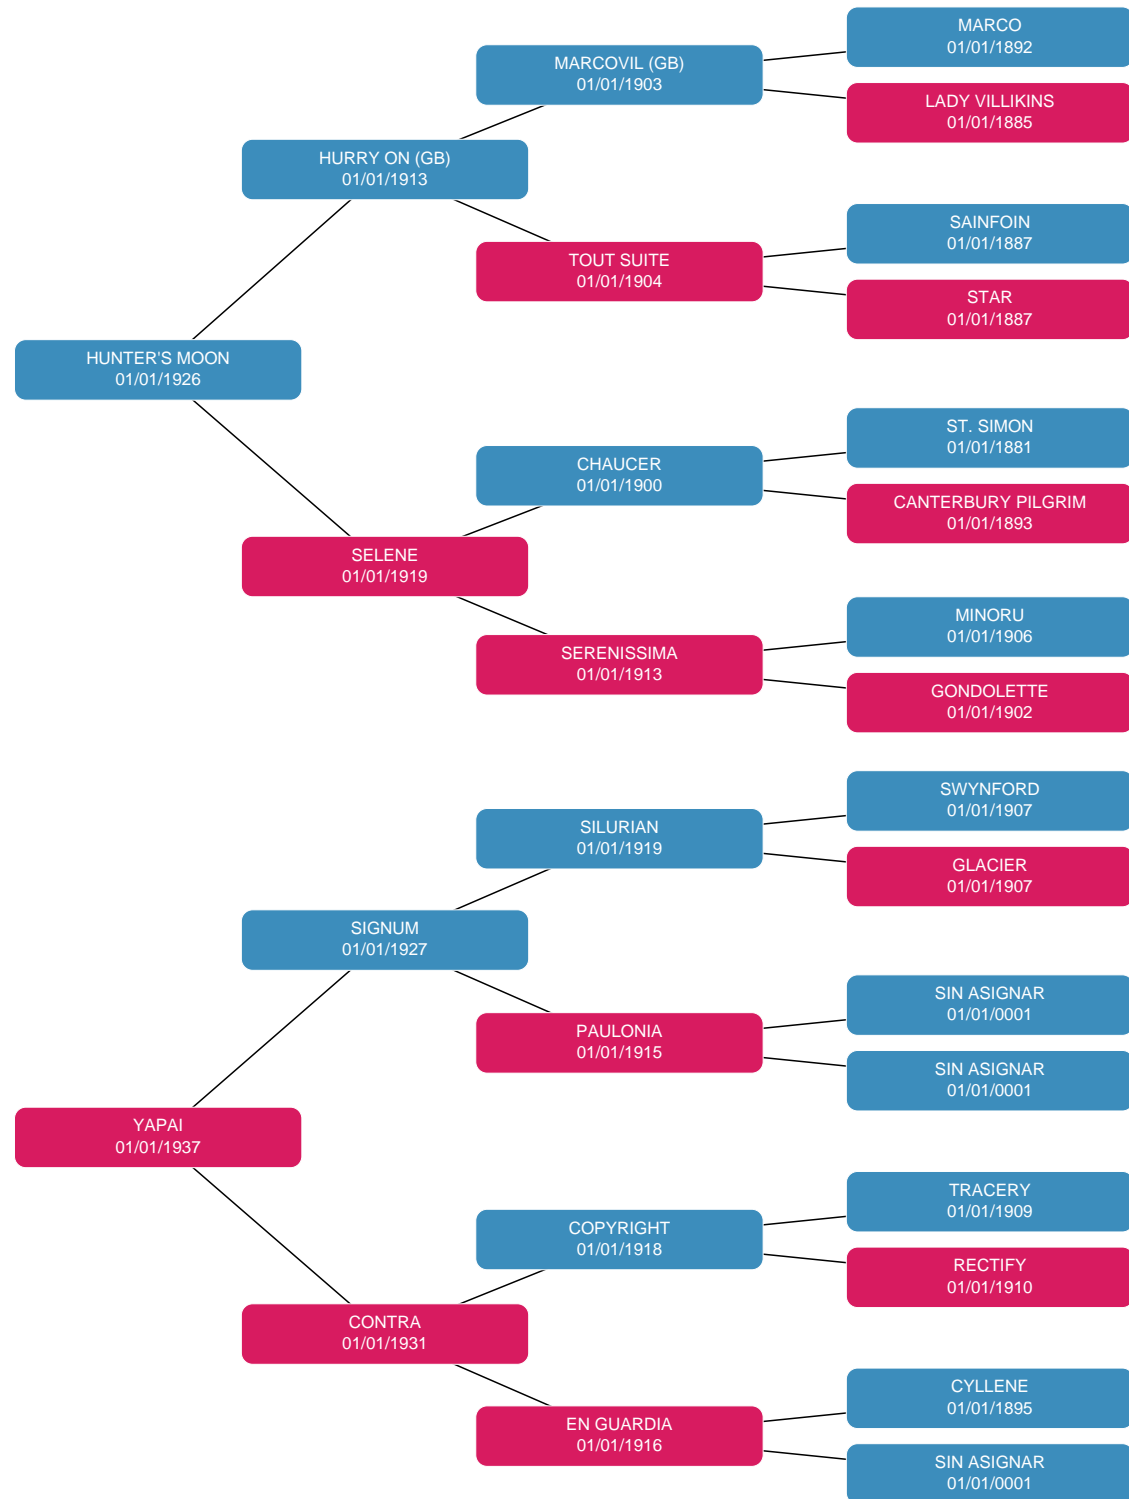 MARCO
01/01/1892
MARCOVIL (GB)
01/01/1903
LADY VILLIKINS
01/01/1885
HURRY ON (GB)
01/01/1913
SAINFOIN
01/01/1887
TOUT SUITE
01/01/1904
STAR
01/01/1887
HUNTER'S MOON
01/01/1926
ST. SIMON
01/01/1881
CHAUCER
01/01/1900
CANTERBURY PILGRIM
01/01/1893
SELENE
01/01/1919
MINORU
01/01/1906
SERENISSIMA
01/01/1913
GONDOLETTE
01/01/1902
SWYNFORD
01/01/1907
SILURIAN
01/01/1919
GLACIER
01/01/1907
SIGNUM
01/01/1927
SIN ASIGNAR
01/01/0001
PAULONIA
01/01/1915
SIN ASIGNAR
01/01/0001
YAPAI
01/01/1937
TRACERY
01/01/1909
COPYRIGHT
01/01/1918
RECTIFY
01/01/1910
CONTRA
01/01/1931
CYLLENE
01/01/1895
EN GUARDIA
01/01/1916
SIN ASIGNAR
01/01/0001